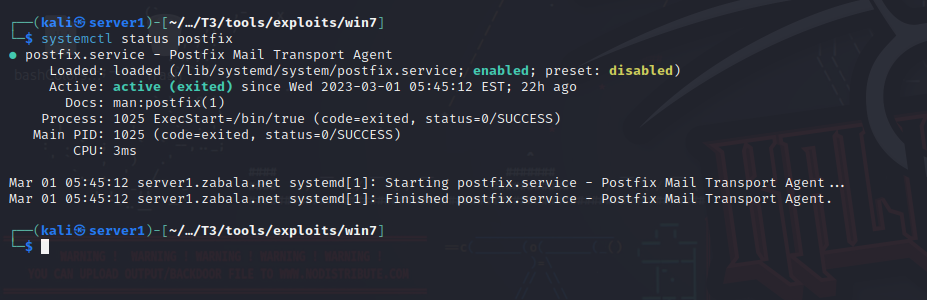 ┌──(kali㉿server1)-[~/…/T3/tools/exploits/win7]
└─$ systemctl status postfix
● postfix.service - Postfix Mail Transport Agent
Loaded: loaded (/lib/systemd/system/postfix.service; enabled; preset: disabled)
Active: active (exited) since Wed 2023-03-01 05:45:12 EST; 22h ago
Docs: man:postfix(1)
Process: 1025 ExecStart=/bin/true (code=exited, status=0/SUCCESS)
Main PID: 1025 (code=exited, status=0/SUCCESS)
CPU: 3ms
Mar 01 05:45:12 server1.zabala.net systemd[1]: Starting postfix.service - Postfix Mail Transport Agent...
Mar 01 05:45:12 server1.zabala.net systemd[1]: Finished postfix.service - Postfix Mail Transport Agent.
┌──(kali㉿server1)-[~/…/T3/tools/exploits/win7]
└─$